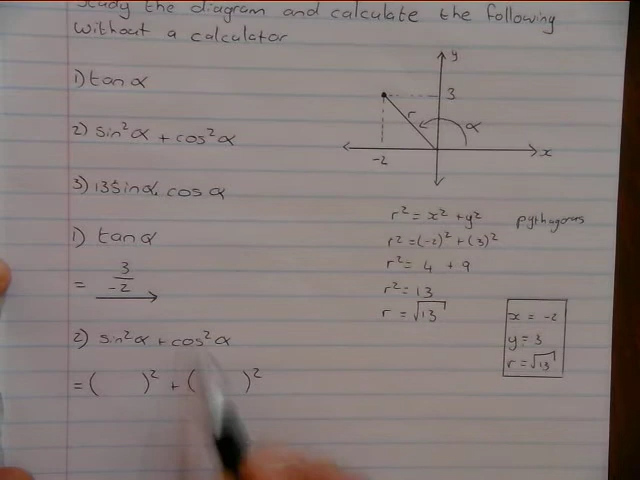 Study the diagram and calculate the following
without a calculator
1) tan α
2) sin²α + cos²α
3) 13sinα. cos α
y
3
r
α
x
-2
1) tan α
= 3/-2
2) sin²α + cos²α
= ( )² + ( )²
r² = x² + y² pythagoras
r² = (-2)² + (3)²
r² = 4 + 9
r² = 13
r = √13
x = -2
y = 3
r = √13